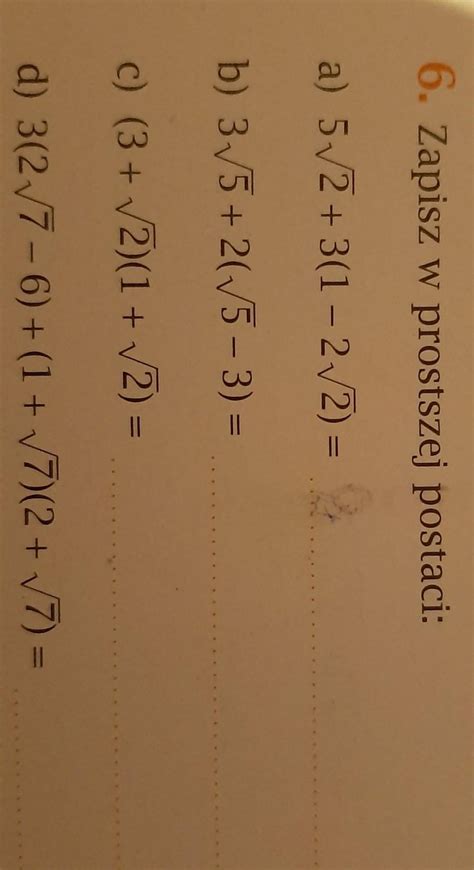 6. Zapisz w prostszej postaci:
a) 5√2 + 3(1 − 2√2) = ..............................
b) 3√5 + 2(√5 − 3) = ..............................
c) (3 + √2)(1 + √2) = ..............................
d) 3(2√7 − 6) + (1 + √7)(2 + √7) = ....................